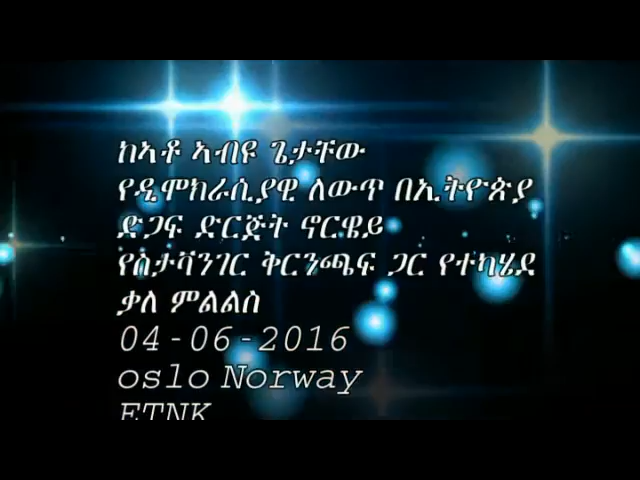 ከኣቶ ኣብዩ ጌታቸው
የዲሞክራሲያዊ ለውጥ በኢትዮጵያ
ድጋፍ ድርጅት ኖርዌይ
የስታቫንገር ቅርንጫፍ ጋር የተካሄደ
ቃለ ምልልስ
04-06-2016
oslo Norway
ETNK